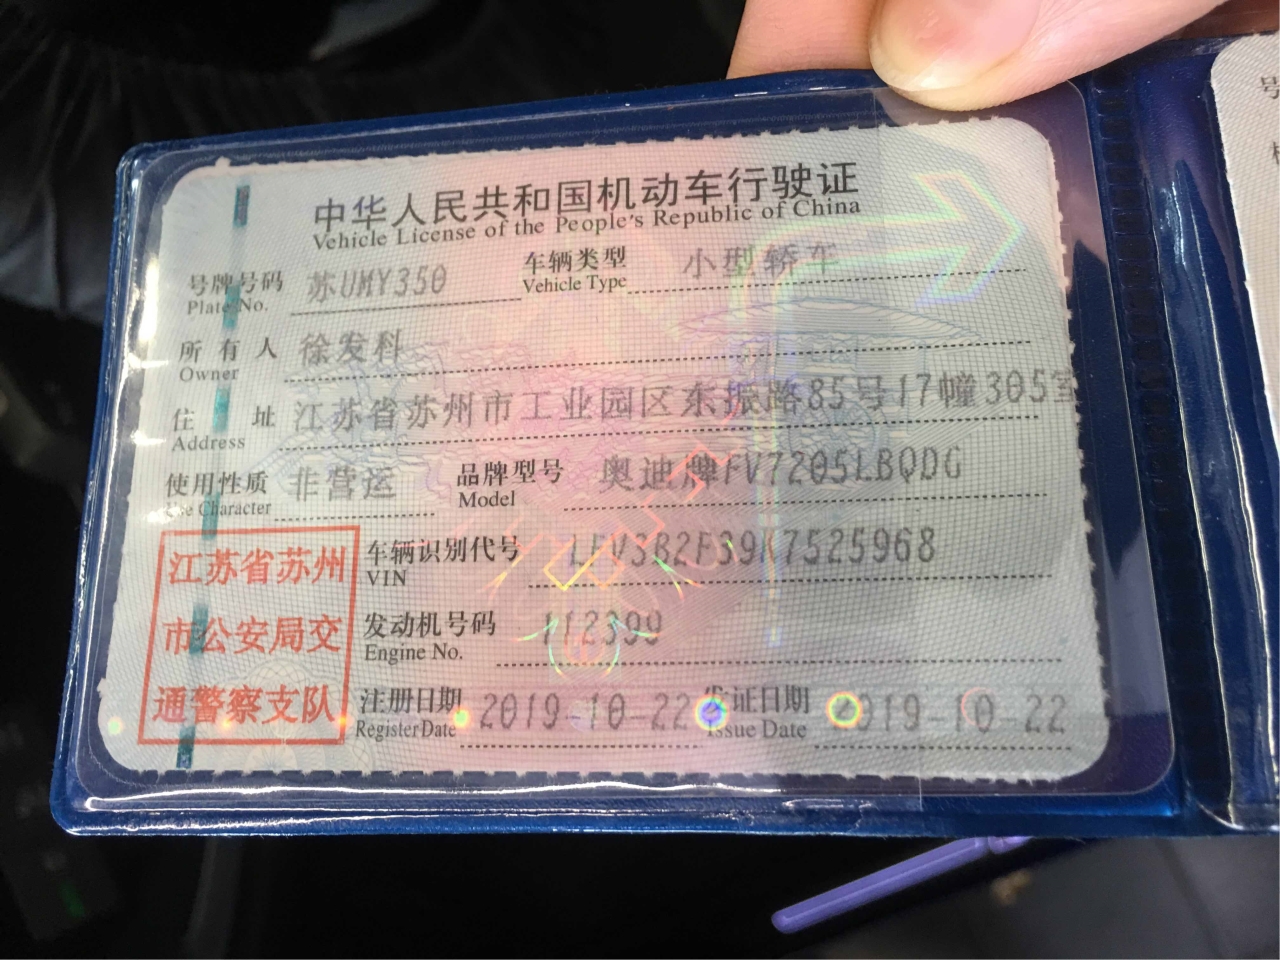 中华人民共和国机动车行驶证
Vehicle License of the People's Republic of China
号牌号码 苏UMY350 车辆类型 小型轿车
Plate No. Vehicle Type
所有人 徐发科
Owner
住址 江苏省苏州市工业园区东振路85号17幢305室
Address
使用性质 非营运 品牌型号 奥迪牌FV7205LBQDG
Use Character Model
江苏省苏州
市公安局交
通警察支队
车辆识别代号 LFV3B2F39K7525968
VIN
发动机号码 112399
Engine No.
注册日期 2019-10-22 发证日期 2019-10-22
Register Date Issue Date
号